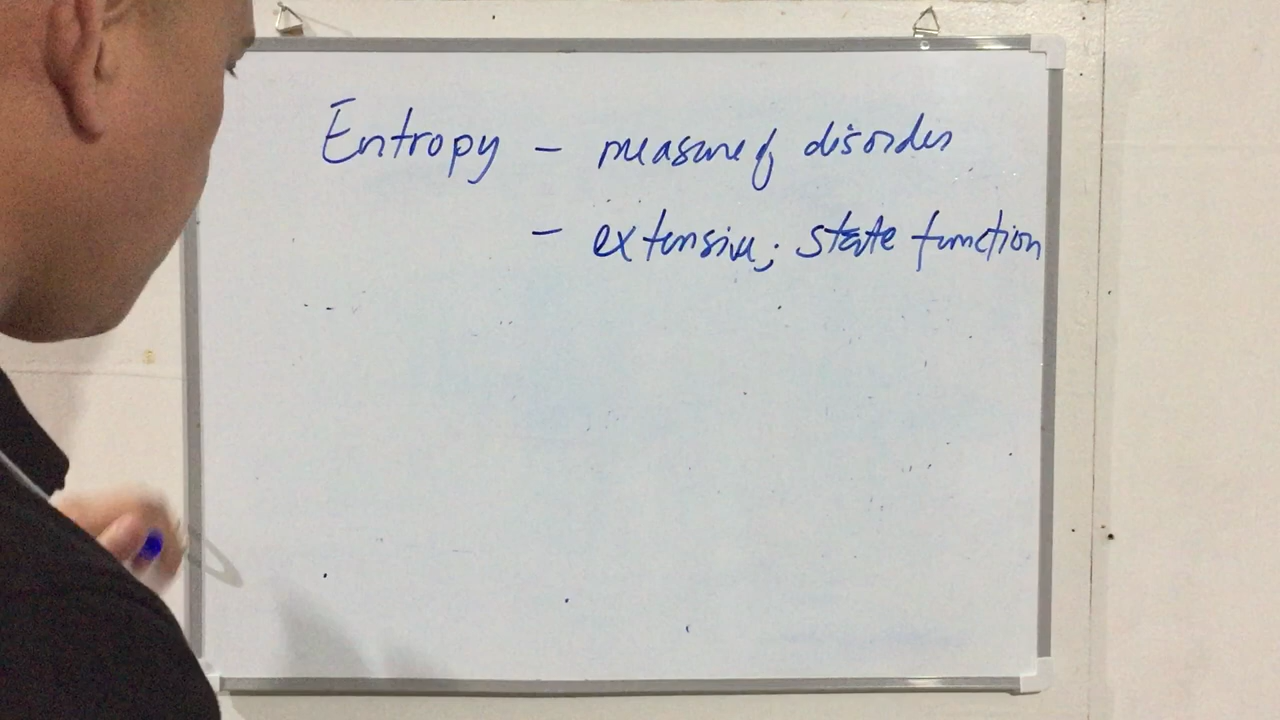 Entropy - measure of disorder
- extensive; state function